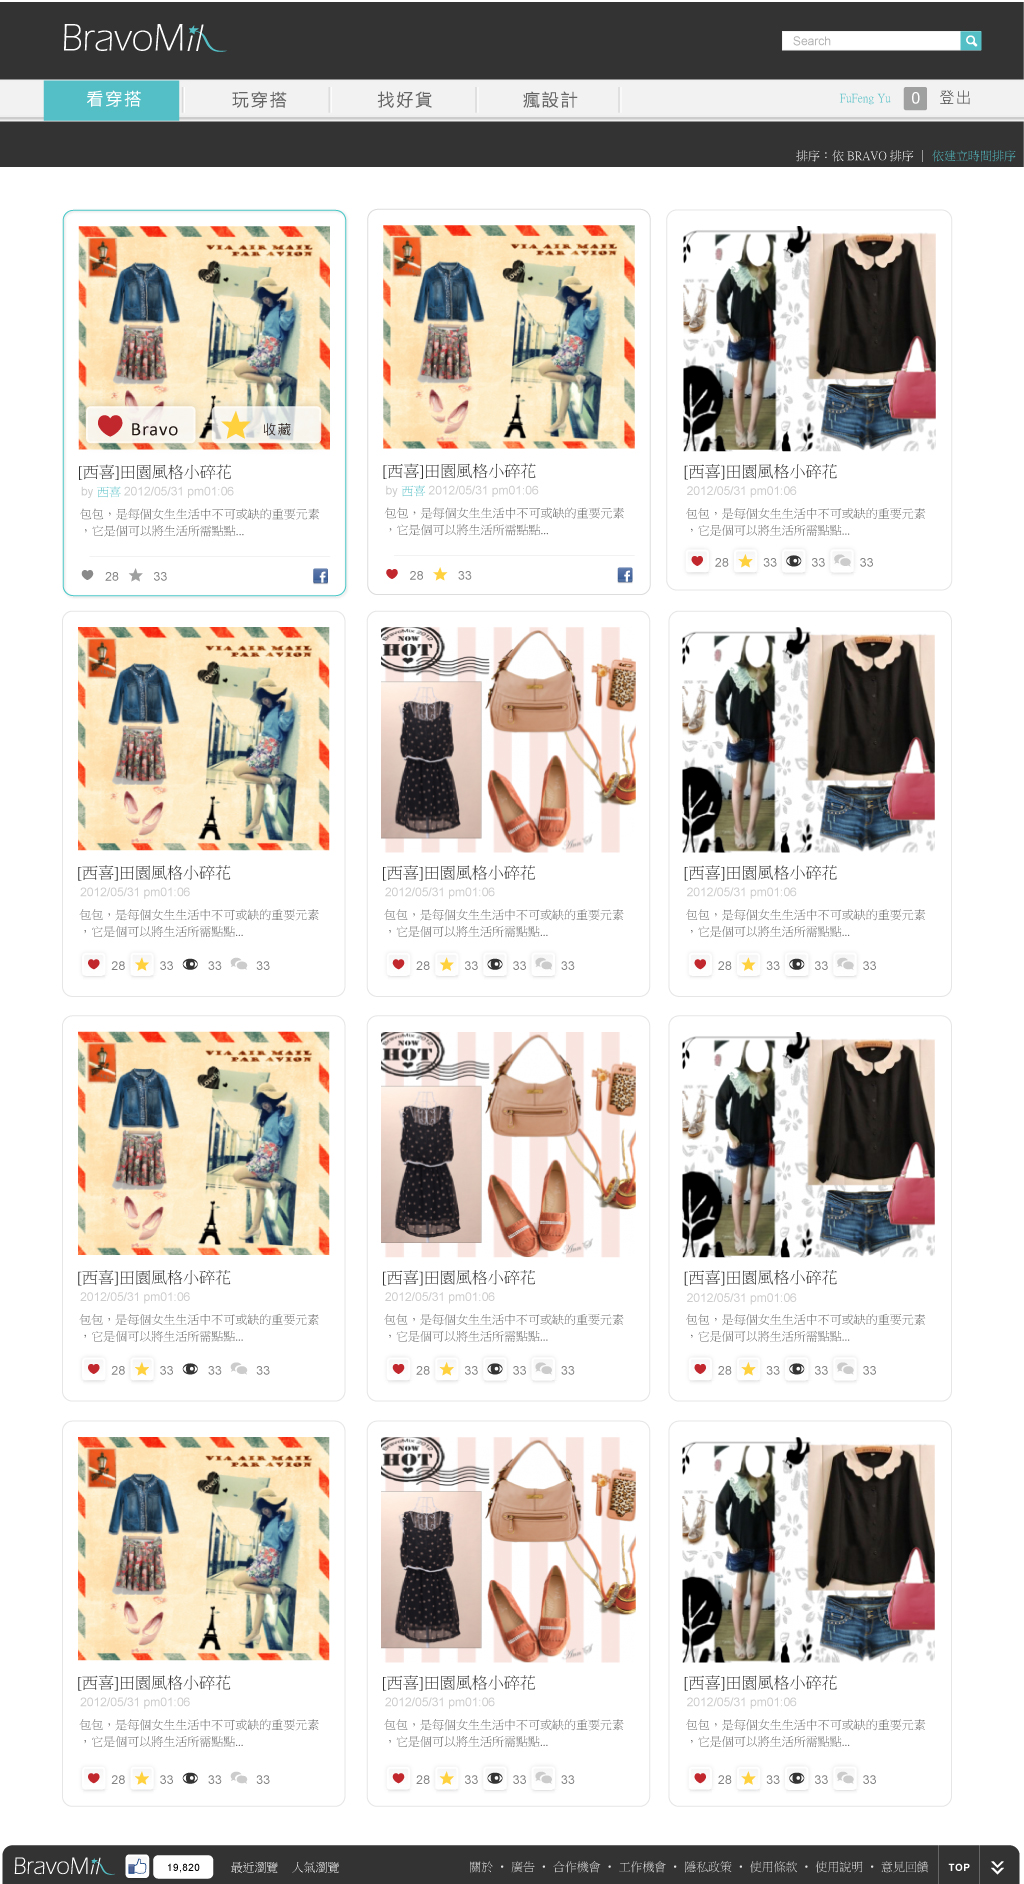 BravoMix
Search
看穿搭
玩穿搭
找好貨
瘋設計
FuFeng Yu
0
登出
排序：依 BRAVO 排序 ｜ 依建立時間排序
VIA AIR MAIL
PAR AVION
Bravo
收藏
[西喜]田園風格小碎花
by 西喜 2012/05/31 pm01:06
包包，是每個女生生活中不可或缺的重要元素
，它是個可以將生活所需點點...
28 33
VIA AIR MAIL
PAR AVION
[西喜]田園風格小碎花
by 西喜 2012/05/31 pm01:06
包包，是每個女生生活中不可或缺的重要元素
，它是個可以將生活所需點點...
28 33
[西喜]田園風格小碎花
2012/05/31 pm01:06
包包，是每個女生生活中不可或缺的重要元素
，它是個可以將生活所需點點...
28 33 33 33
VIA AIR MAIL
PAR AVION
[西喜]田園風格小碎花
2012/05/31 pm01:06
包包，是每個女生生活中不可或缺的重要元素
，它是個可以將生活所需點點...
28 33 33 33
BravoMix 2012
NOW
HOT
[西喜]田園風格小碎花
2012/05/31 pm01:06
包包，是每個女生生活中不可或缺的重要元素
，它是個可以將生活所需點點...
28 33 33 33
[西喜]田園風格小碎花
2012/05/31 pm01:06
包包，是每個女生生活中不可或缺的重要元素
，它是個可以將生活所需點點...
28 33 33 33
VIA AIR MAIL
PAR AVION
[西喜]田園風格小碎花
2012/05/31 pm01:06
包包，是每個女生生活中不可或缺的重要元素
，它是個可以將生活所需點點...
28 33 33 33
BravoMix 2012
NOW
HOT
[西喜]田園風格小碎花
2012/05/31 pm01:06
包包，是每個女生生活中不可或缺的重要元素
，它是個可以將生活所需點點...
28 33 33 33
[西喜]田園風格小碎花
2012/05/31 pm01:06
包包，是每個女生生活中不可或缺的重要元素
，它是個可以將生活所需點點...
28 33 33 33
VIA AIR MAIL
PAR AVION
[西喜]田園風格小碎花
2012/05/31 pm01:06
包包，是每個女生生活中不可或缺的重要元素
，它是個可以將生活所需點點...
28 33 33 33
BravoMix 2012
NOW
HOT
[西喜]田園風格小碎花
2012/05/31 pm01:06
包包，是每個女生生活中不可或缺的重要元素
，它是個可以將生活所需點點...
28 33 33 33
[西喜]田園風格小碎花
2012/05/31 pm01:06
包包，是每個女生生活中不可或缺的重要元素
，它是個可以將生活所需點點...
28 33 33 33
BravoMix
19,820
最近瀏覽 人氣瀏覽
關於 • 廣告 • 合作機會 • 工作機會 • 隱私政策 • 使用條款 • 使用說明 • 意見回饋
TOP